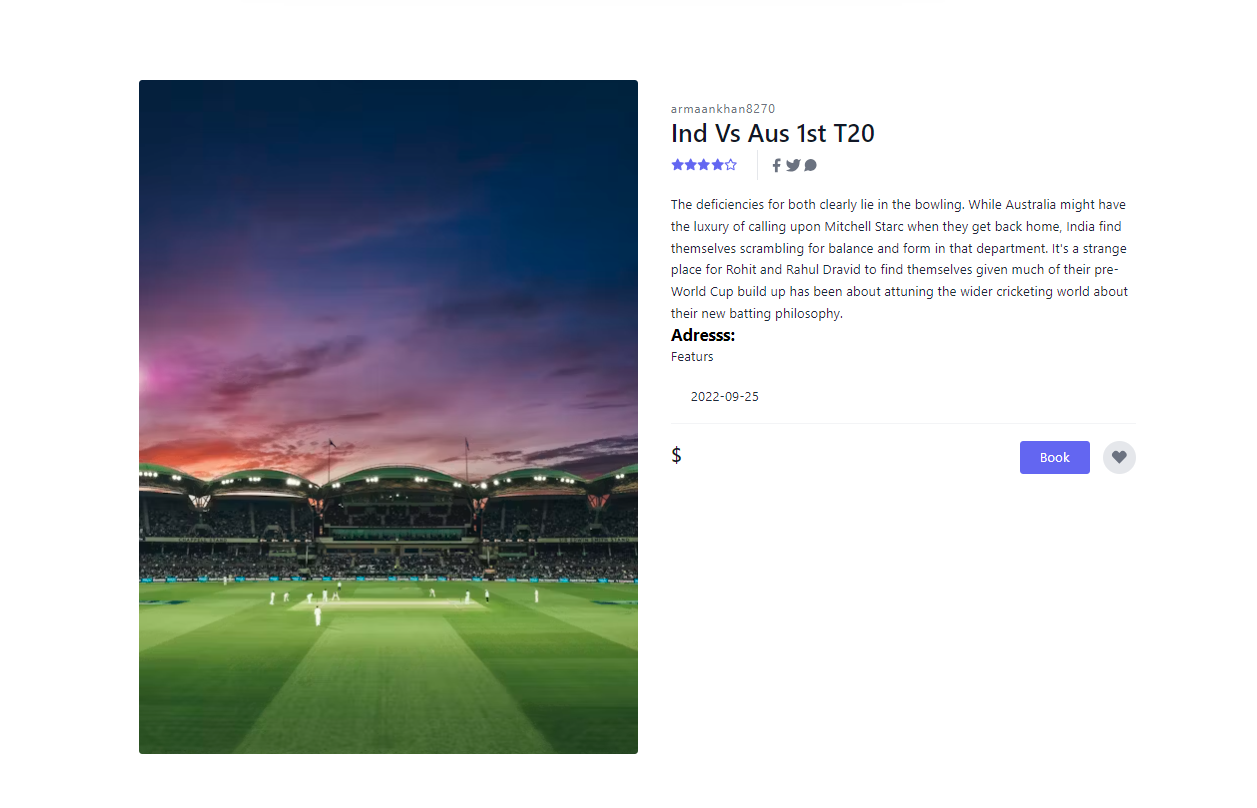 armaankhan8270
Ind Vs Aus 1st T20
The deficiencies for both clearly lie in the bowling. While Australia might have
the luxury of calling upon Mitchell Starc when they get back home, India find
themselves scrambling for balance and form in that department. It's a strange
place for Rohit and Rahul Dravid to find themselves given much of their pre-
World Cup build up has been about attuning the wider cricketing world about
their new batting philosophy.
Adresss:
Featurs
2022-09-25
$
Book